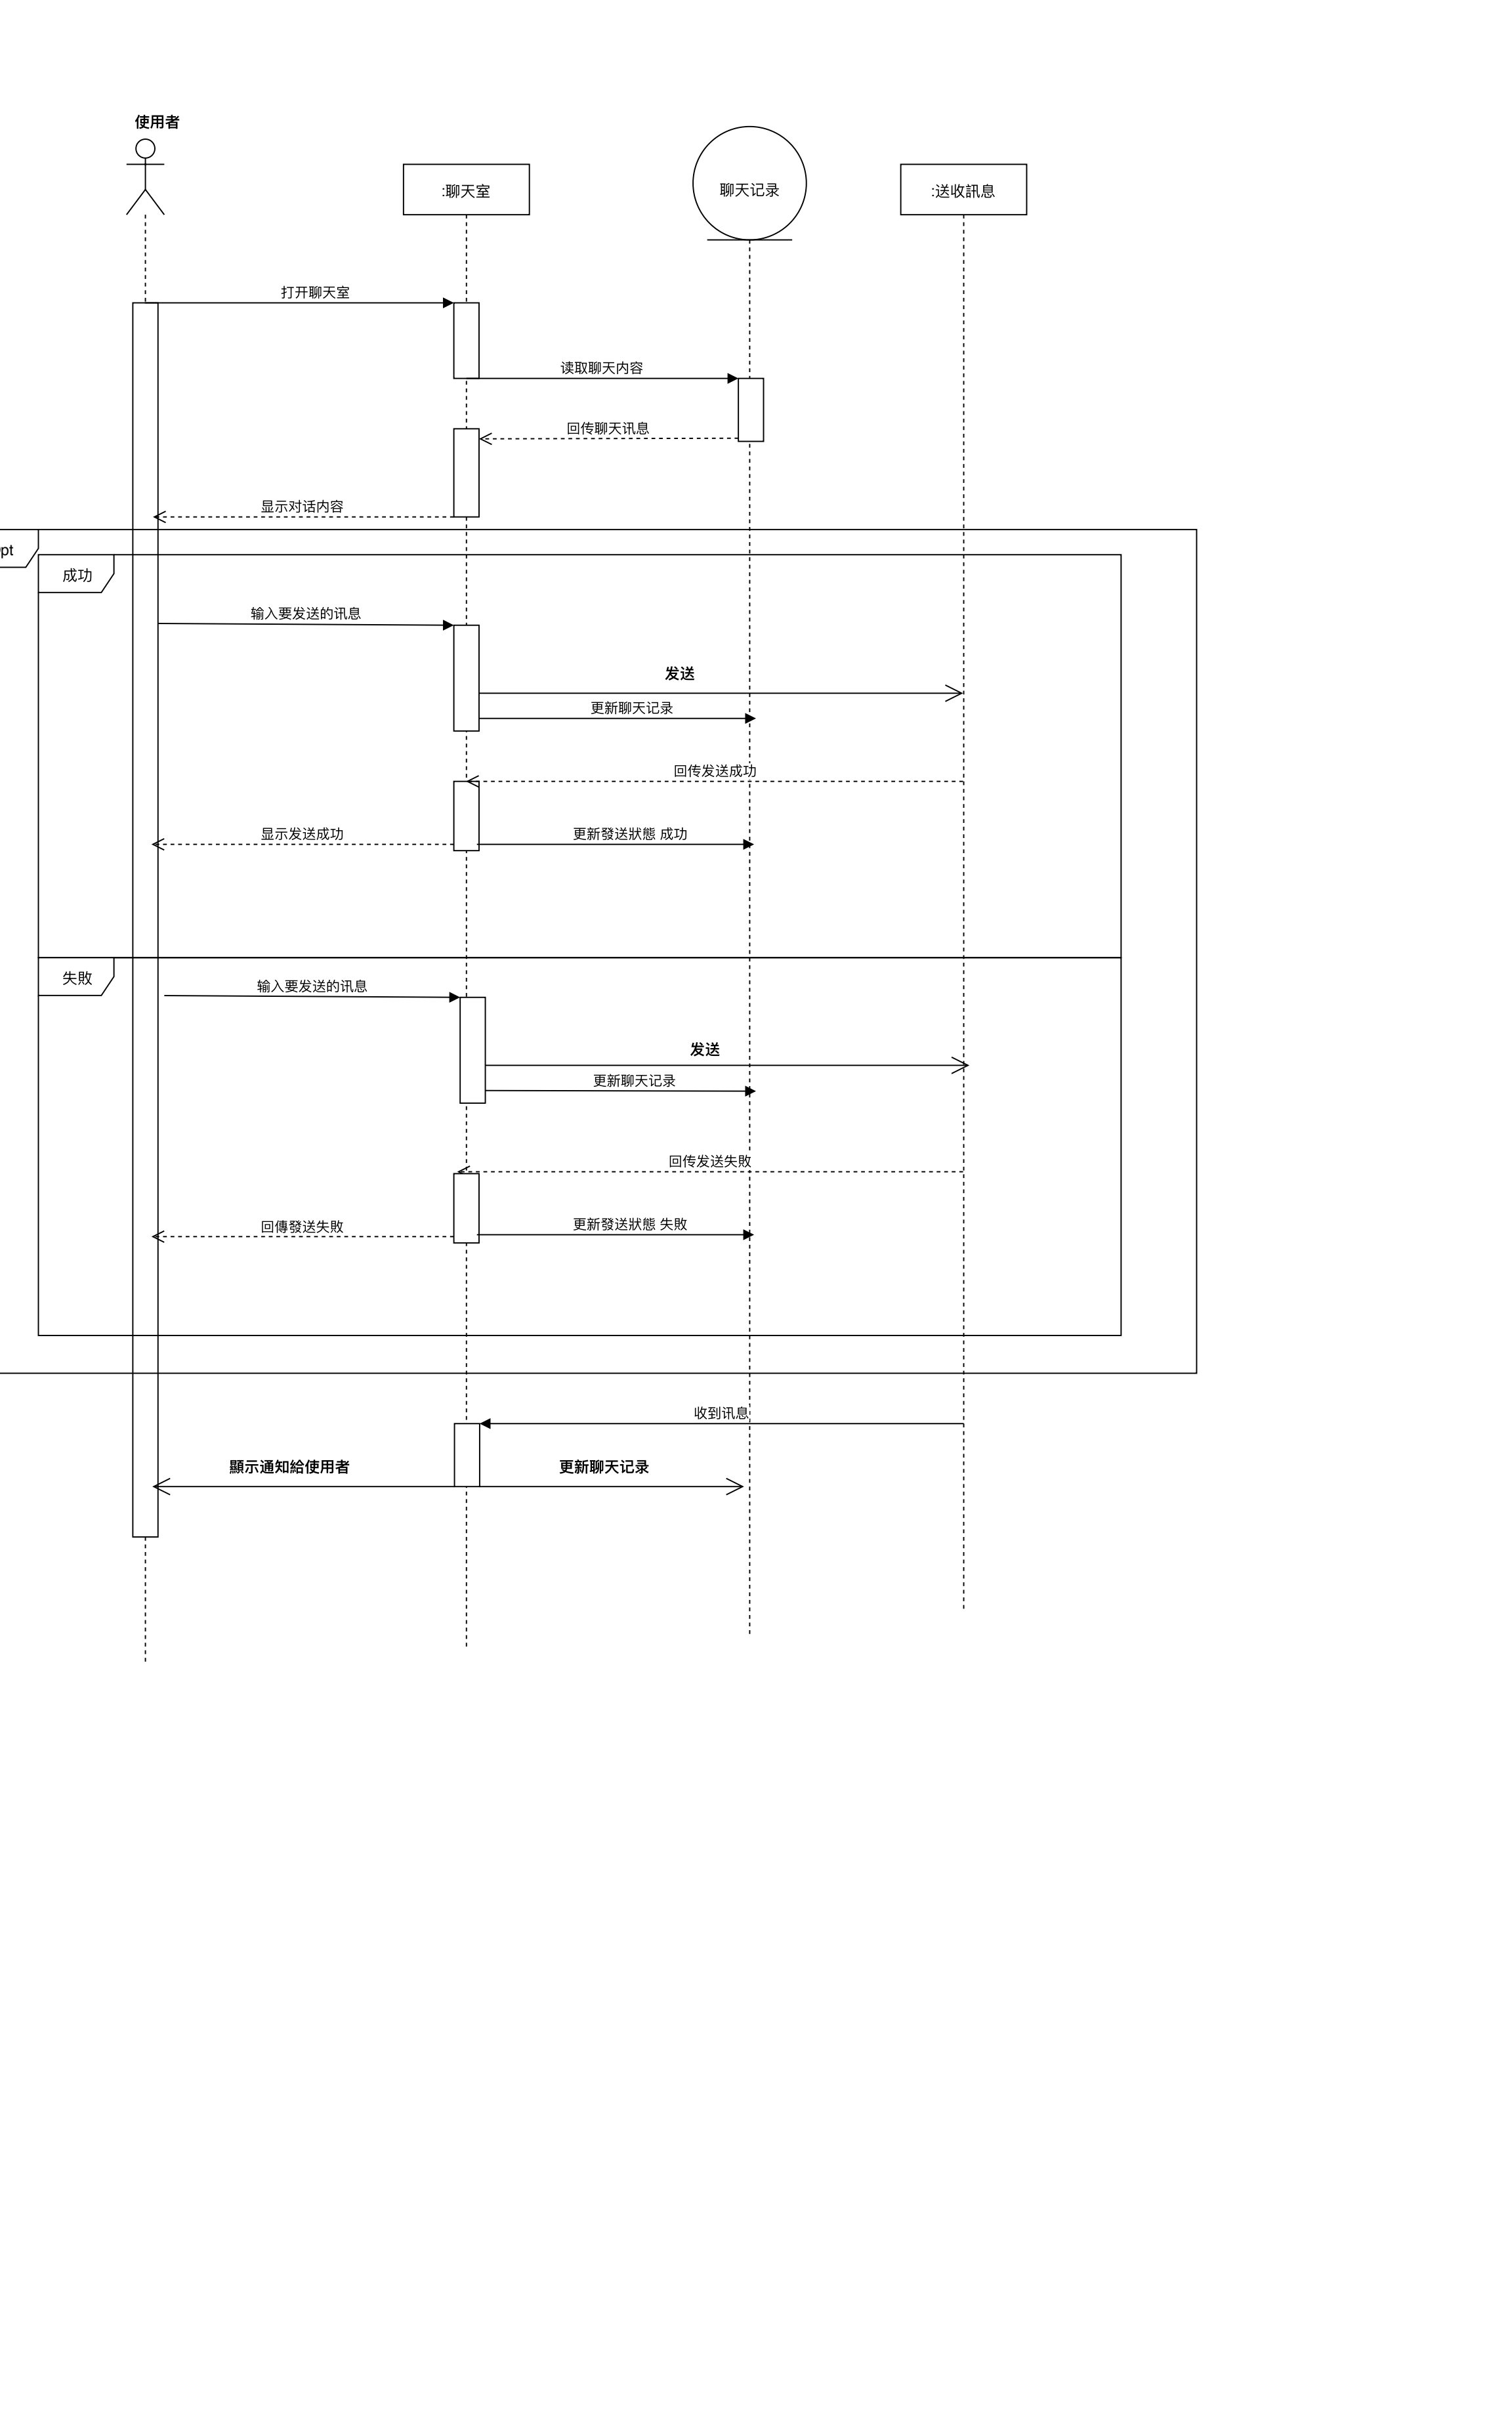 使用者
:聊天室
聊天记录
:送收訊息
打开聊天室
读取聊天内容
回传聊天讯息
显示对话内容
pt
成功
输入要发送的讯息
发送
更新聊天记录
回传发送成功
显示发送成功
更新發送狀態 成功
失敗
输入要发送的讯息
发送
更新聊天记录
回传发送失敗
回傳發送失敗
更新發送狀態 失敗
收到讯息
顯示通知給使用者
更新聊天记录